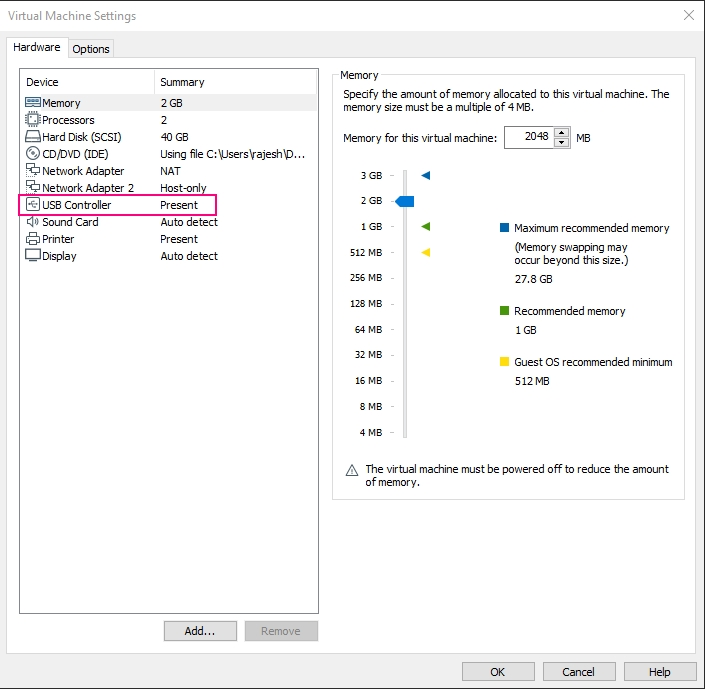 Virtual Machine Settings
Hardware Options
Device Summary
Memory 2 GB
Processors 2
Hard Disk (SCSI) 40 GB
CD/DVD (IDE) Using file C:\Users\rajesh\D...
Network Adapter NAT
Network Adapter 2 Host-only
USB Controller Present
Sound Card Auto detect
Printer Present
Display Auto detect
Add... Remove
Memory
Specify the amount of memory allocated to this virtual machine. The
memory size must be a multiple of 4 MB.
Memory for this virtual machine: 2048 MB
3 GB
2 GB
1 GB
512 MB
256 MB
128 MB
64 MB
32 MB
16 MB
8 MB
4 MB
Maximum recommended memory
(Memory swapping may
occur beyond this size.)
27.8 GB
Recommended memory
1 GB
Guest OS recommended minimum
512 MB
The virtual machine must be powered off to reduce the amount
of memory.
OK Cancel Help